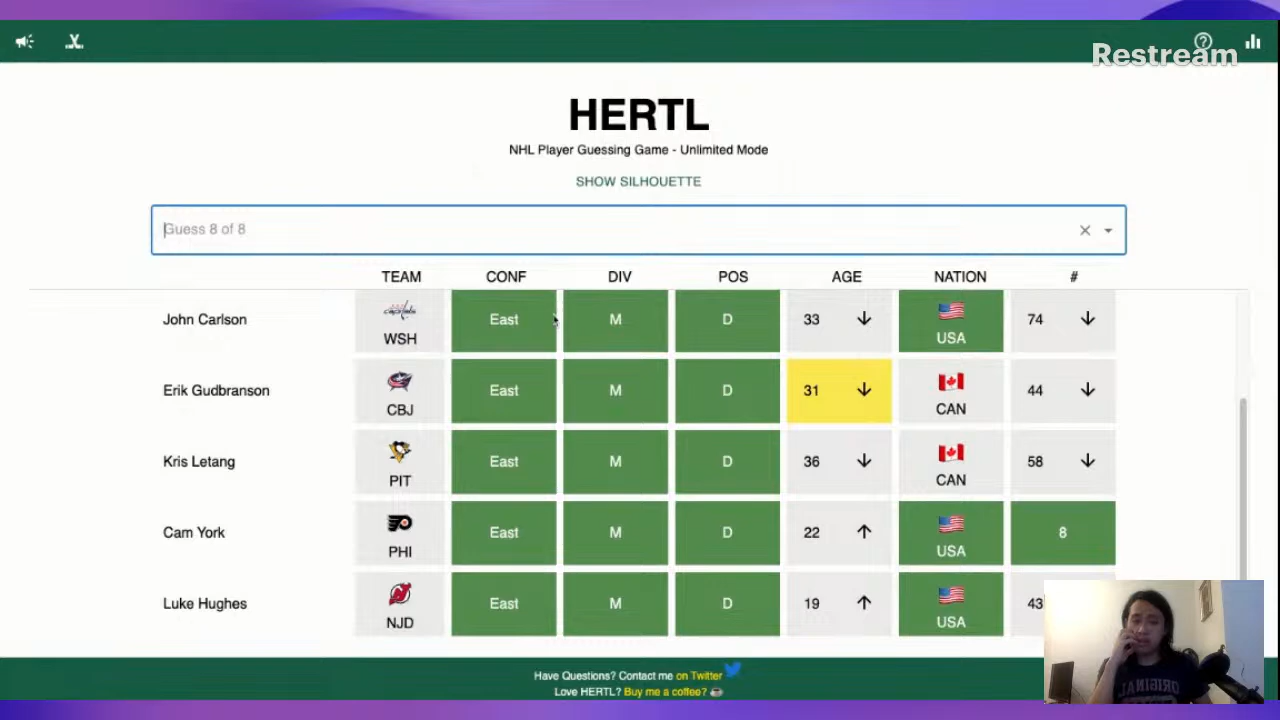 Restream
HERTL
NHL Player Guessing Game - Unlimited Mode
SHOW SILHOUETTE
Guess 8 of 8
TEAM CONF DIV POS AGE NATION #
John Carlson capitals WSH East M D 33 ↓ USA 74 ↓
Erik Gudbranson CBJ East M D 31 ↓ CAN 44 ↓
Kris Letang PIT East M D 36 ↓ CAN 58 ↓
Cam York PHI East M D 22 ↑ USA 8
Luke Hughes NJD East M D 19 ↑ USA 43
Have Questions? Contact me on Twitter
Love HERTL? Buy me a coffee?
ORIGINAL